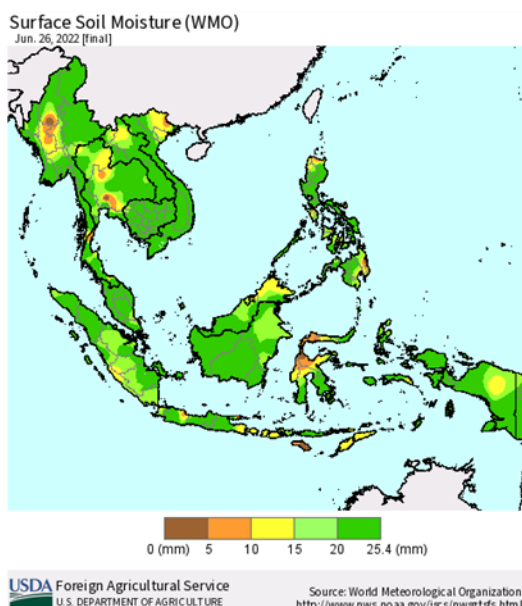 Surface Soil Moisture (WMO)
Jun. 26, 2022 [final]
0 (mm) 5 10 15 20 25.4 (mm)
USDA Foreign Agricultural Service
U.S. DEPARTMENT OF AGRICULTURE
Source: World Meteorological Organization